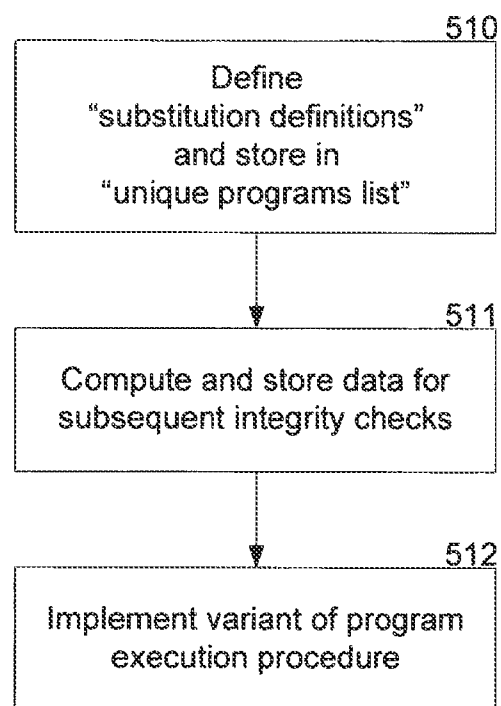 510
Define
“substitution definitions”
and store in
“unique programs list”
511
Compute and store data for
subsequent integrity checks
512
Implement variant of program
execution procedure